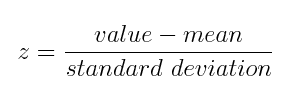 z = value − mean
standard deviation